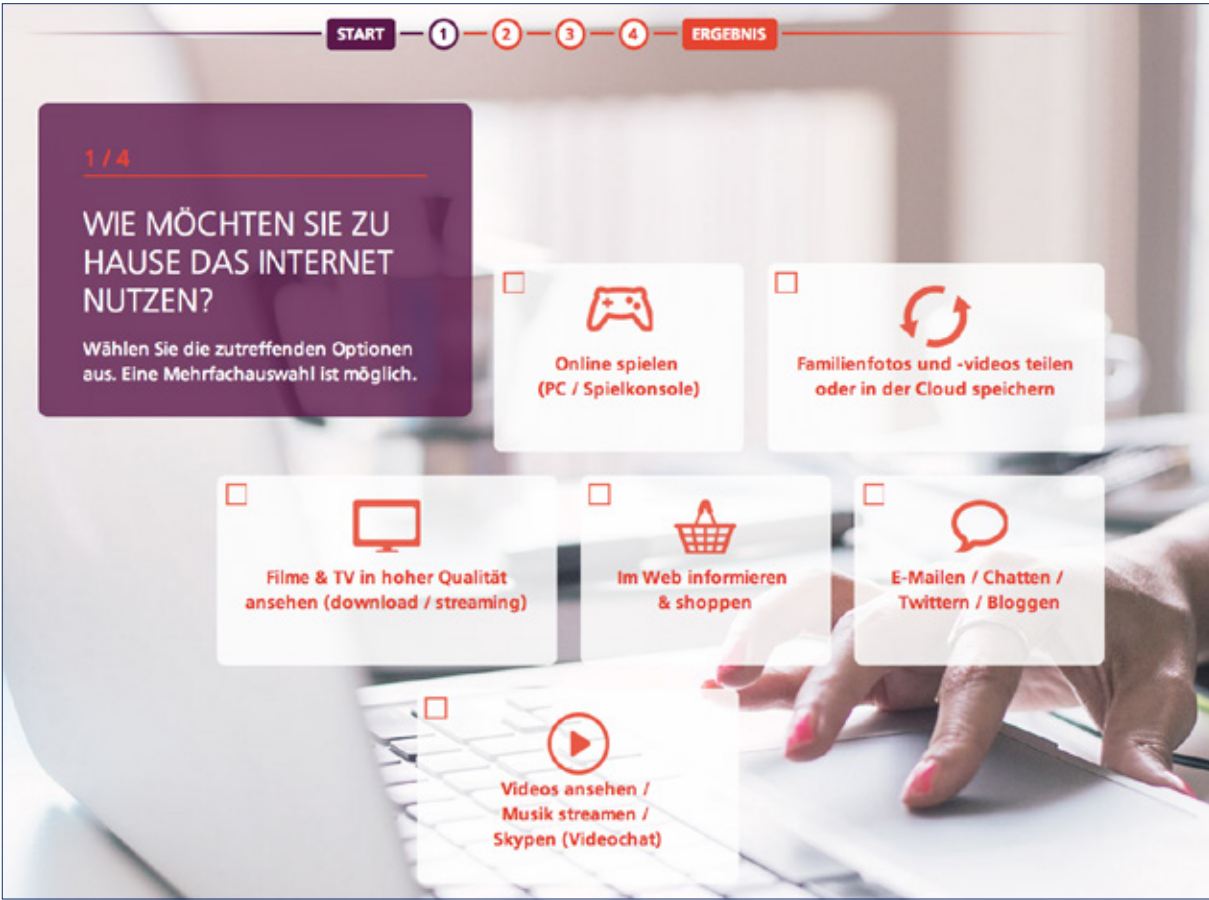 START 1 2 3 4 ERGEBNIS
1 / 4
WIE MÖCHTEN SIE ZU
HAUSE DAS INTERNET
NUTZEN?
Wählen Sie die zutreffenden Optionen
aus. Eine Mehrfachauswahl ist möglich.
Online spielen
(PC / Spielkonsole)
Familienfotos und -videos teilen
oder in der Cloud speichern
Filme & TV in hoher Qualität
ansehen (download / streaming)
Im Web informieren
& shoppen
E-Mailen / Chatten /
Twittern / Bloggen
Videos ansehen /
Musik streamen /
Skypen (Videochat)